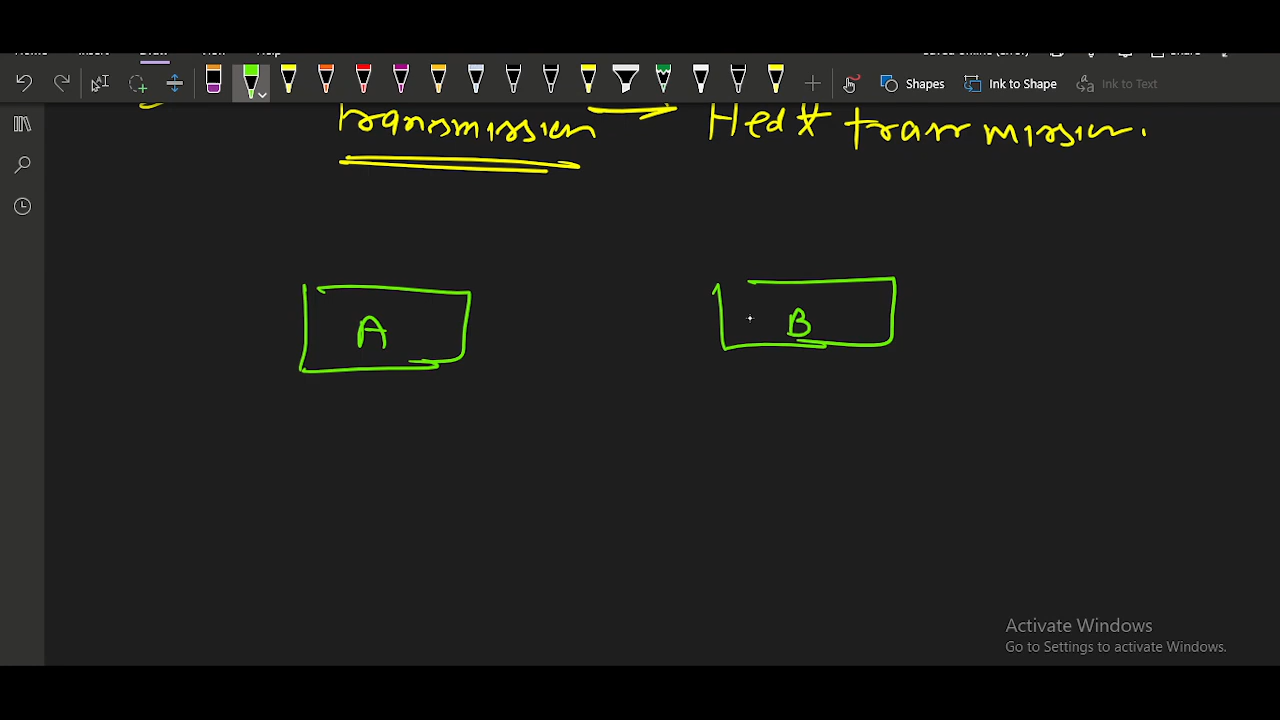 Shapes Ink to Shape Ink to Text
transmission → Heat transmission.
A B
Activate Windows
Go to Settings to activate Windows.